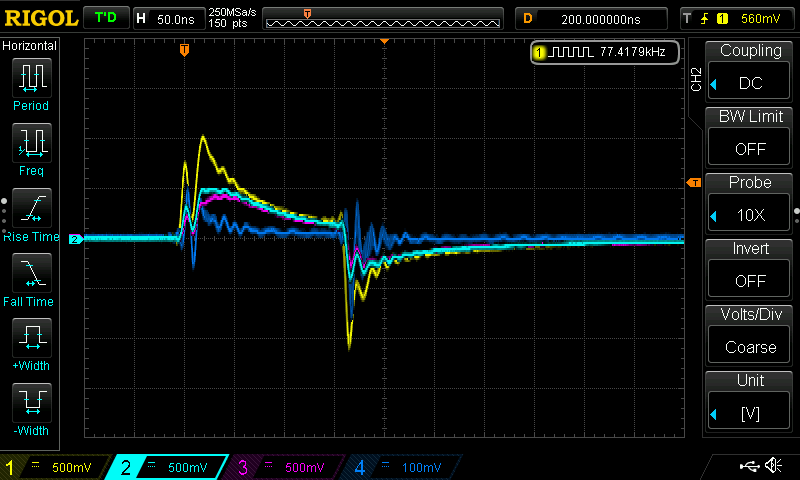 RIGOL T'D H 50.0ns 250MSa/s 150 pts T D 200.000000ns T 1 560mV
Horizontal
Period
Freq
Rise Time
Fall Time
+Width
-Width
T
1 77.4179kHz
T
2
CH2
Coupling
DC
BW Limit
OFF
Probe
10X
Invert
OFF
Volts/Div
Coarse
Unit
[V]
1 500mV 2 500mV 3 500mV 4 100mV